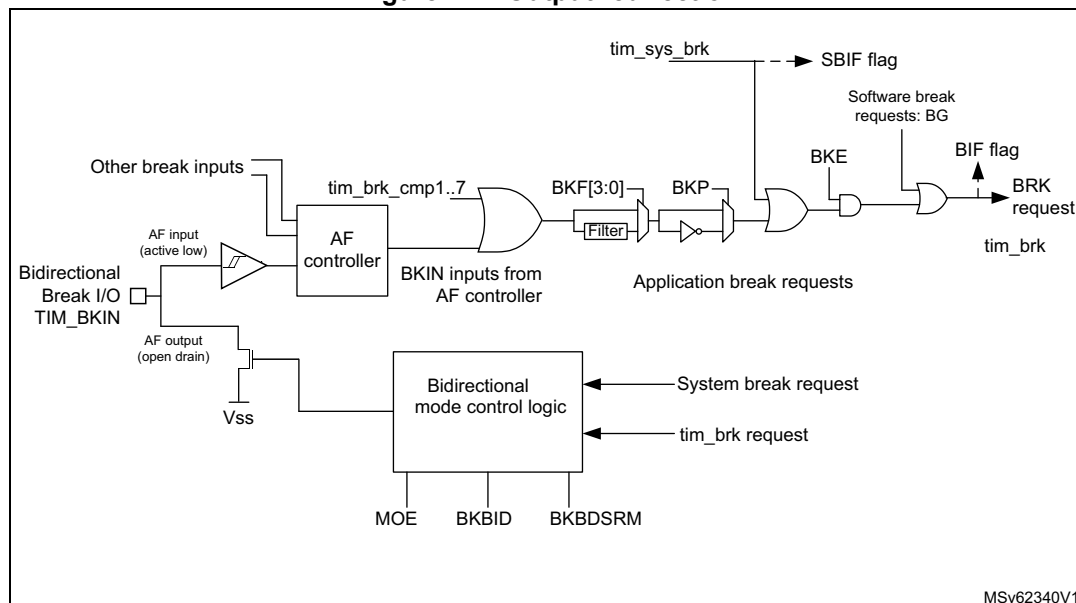 tim_sys_brk
SBIF flag
Software break
requests: BG
BIF flag
BKE
BRK
request
tim_brk
Other break inputs
tim_brk_cmp1..7
BKF[3:0]
BKP
Filter
AF input
(active low)
AF
controller
BKIN inputs from
AF controller
Application break requests
Bidirectional
Break I/O
TIM_BKIN
AF output
(open drain)
Vss
Bidirectional
mode control logic
System break request
tim_brk request
MOE
BKBID
BKBDSRM
MSv62340V1